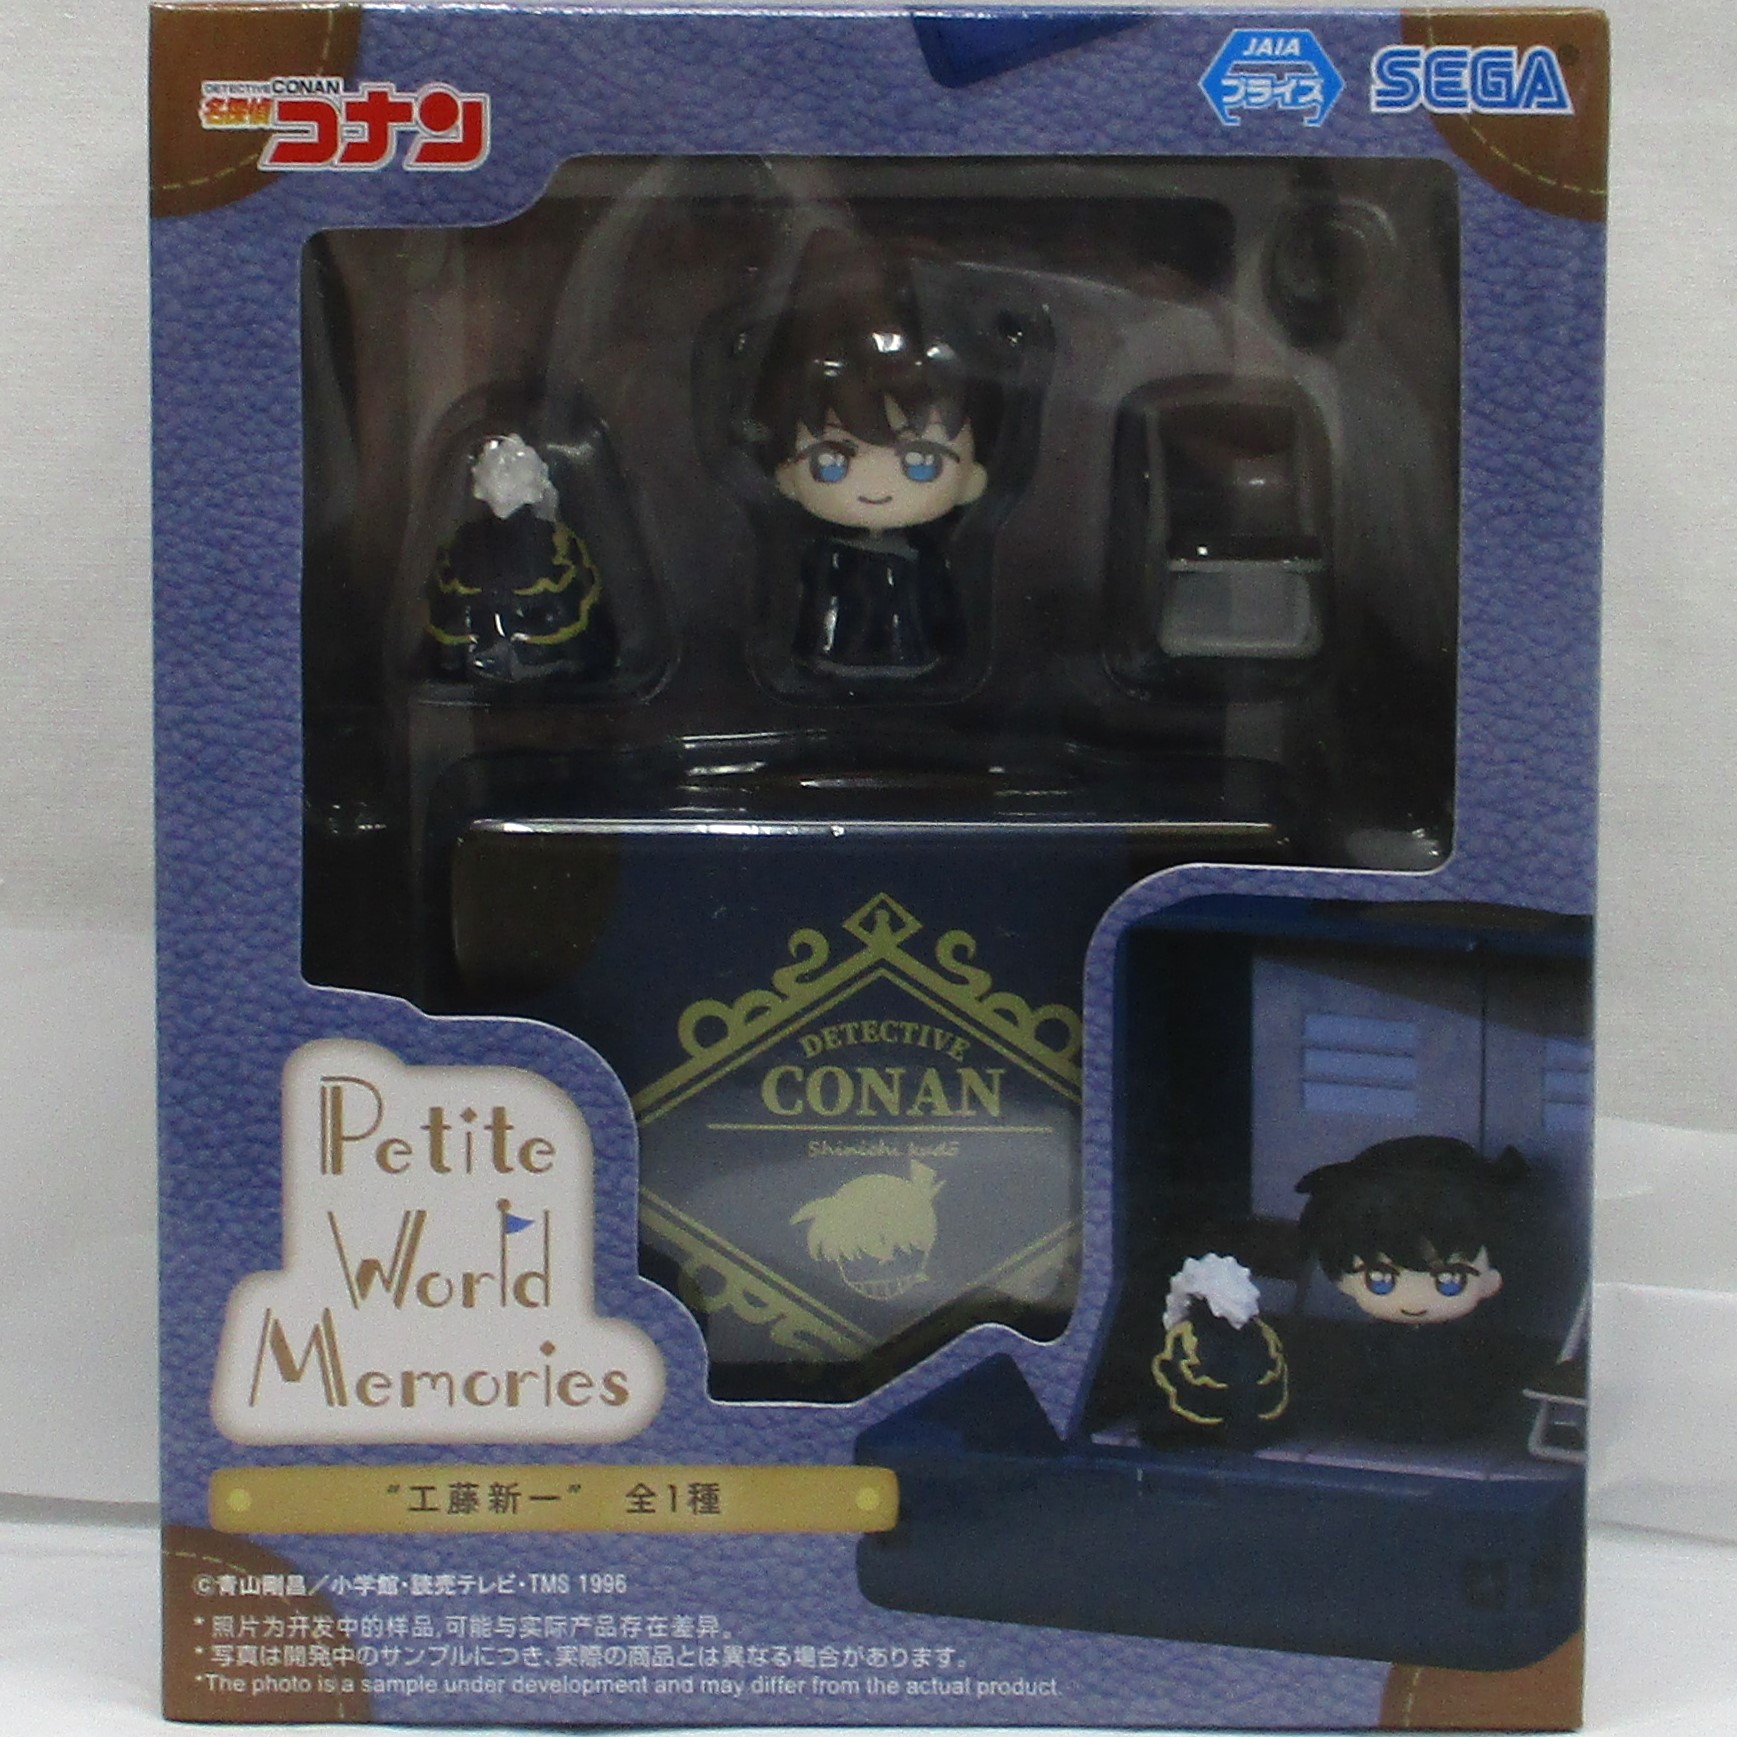 DETECTIVE CONAN
名探偵
コナン
JAIA
プライズ
SEGA
DETECTIVE
CONAN
Shinichi kudo
Petite
World
Memories
“工藤新一” 全1種
©青山剛昌／小学館・読売テレビ・TMS 1996
*照片为开发中的样品,可能与实际产品存在差异。
*写真は開発中のサンプルにつき、実際の商品とは異なる場合があります。
*The photo is a sample under development and may differ from the actual product.